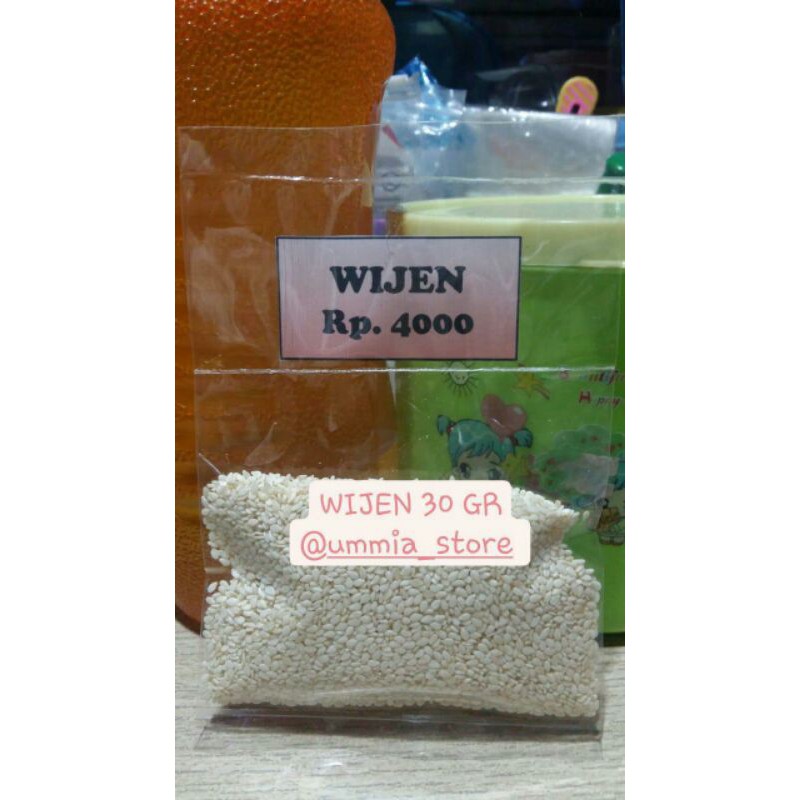 WIJEN
Rp. 4000
WIJEN 30 GR
@ummia_store